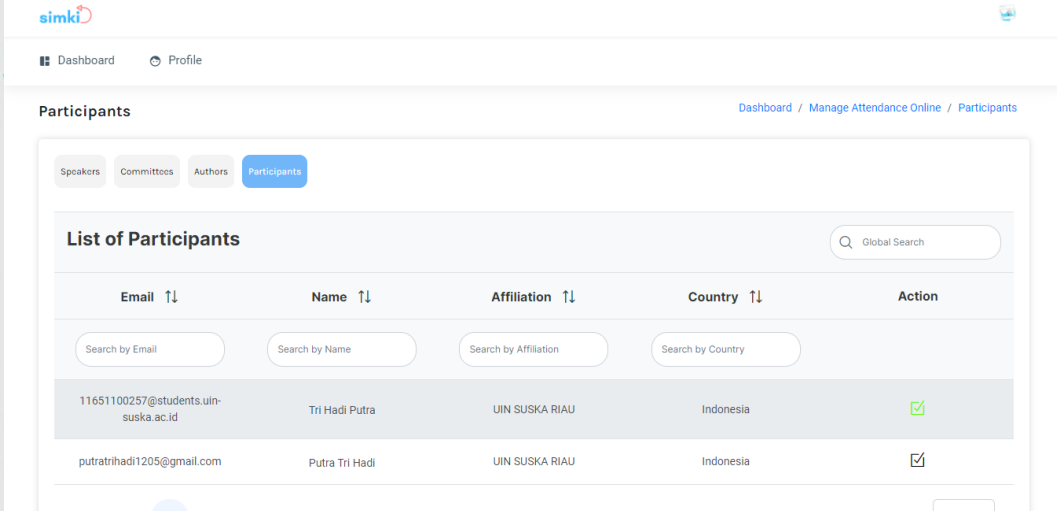 simki
Dashboard Profile
Participants
Dashboard / Manage Attendance Online / Participants
Speakers Committees Authors Participants
List of Participants
Global Search
Email Name Affiliation Country Action
Search by Email Search by Name Search by Affiliation Search by Country
11651100257@students.uin-
suska.ac.id
Tri Hadi Putra UIN SUSKA RIAU Indonesia
putratrihadi1205@gmail.com Putra Tri Hadi UIN SUSKA RIAU Indonesia